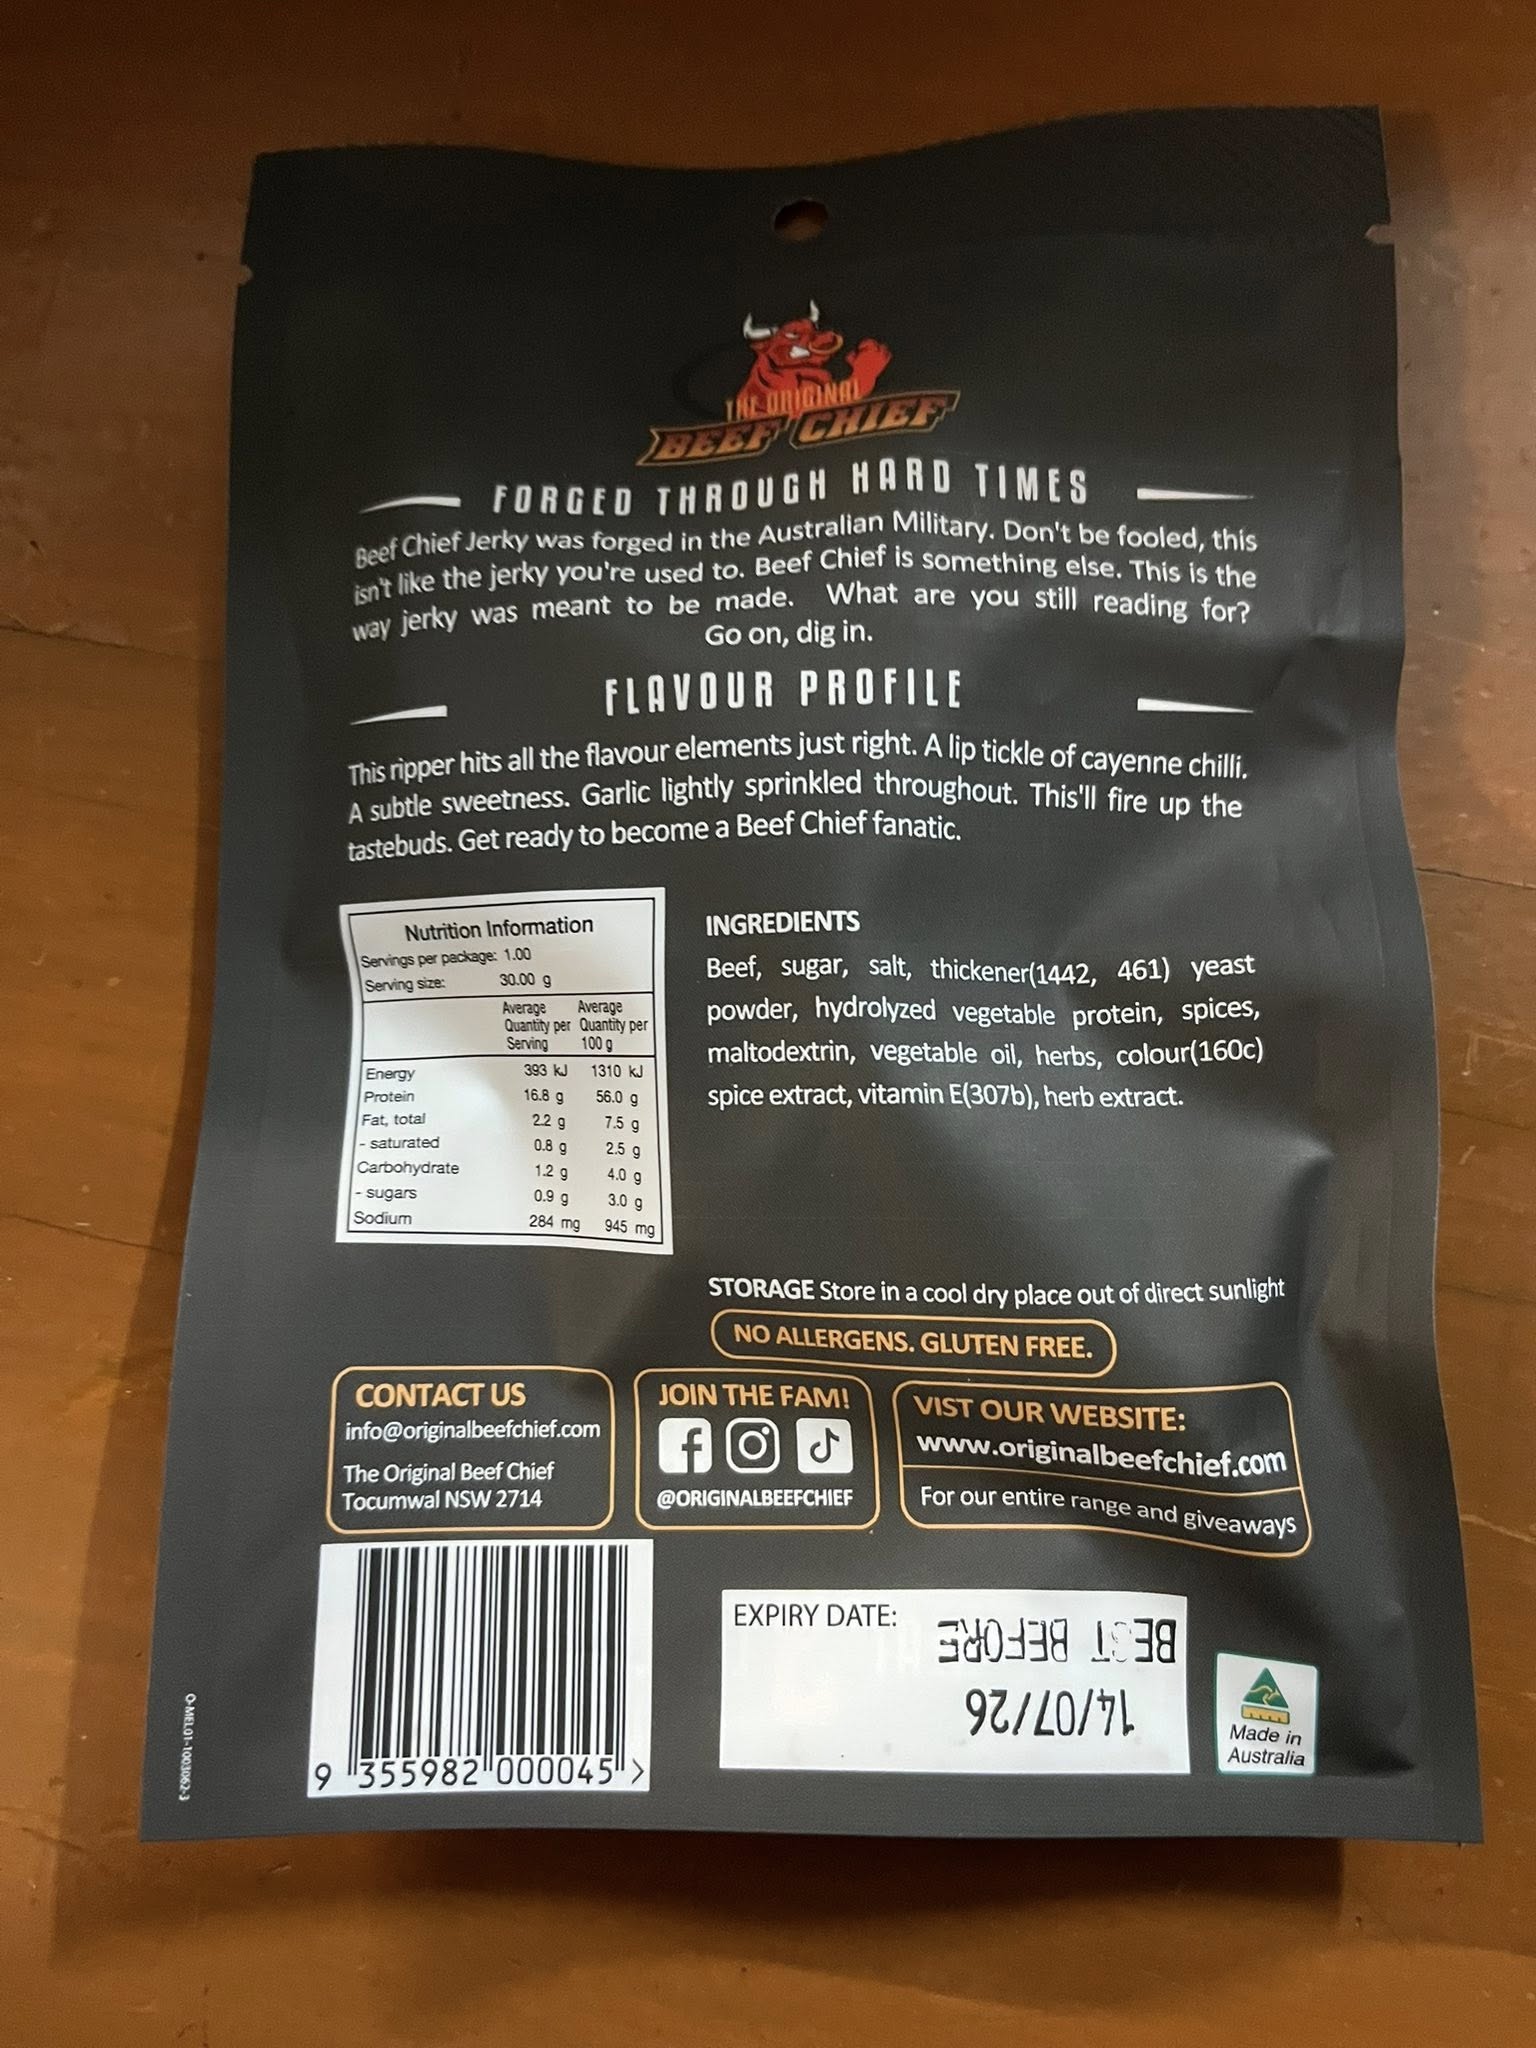 THE ORIGINAL
BEEF CHIEF
FORGED THROUGH HARD TIMES
Beef Chief Jerky was forged in the Australian Military. Don't be fooled, this
isn't like the jerky you're used to. Beef Chief is something else. This is the
way jerky was meant to be made. What are you still reading for?
Go on, dig in.
FLAVOUR PROFILE
This ripper hits all the flavour elements just right. A lip tickle of cayenne chilli.
A subtle sweetness. Garlic lightly sprinkled throughout. This'll fire up the
tastebuds. Get ready to become a Beef Chief fanatic.
Nutrition Information
Servings per package: 1.00
Serving size: 30.00 g
Average Average
Quantity per Quantity per
Serving 100 g
Energy 393 kJ 1310 kJ
Protein 16.8 g 56.0 g
Fat, total 2.2 g 7.5 g
- saturated 0.8 g 2.5 g
Carbohydrate 1.2 g 4.0 g
- sugars 0.9 g 3.0 g
Sodium 284 mg 945 mg
INGREDIENTS
Beef, sugar, salt, thickener(1442, 461) yeast
powder, hydrolyzed vegetable protein, spices,
maltodextrin, vegetable oil, herbs, colour(160c)
spice extract, vitamin E(307b), herb extract.
STORAGE Store in a cool dry place out of direct sunlight
NO ALLERGENS. GLUTEN FREE.
CONTACT US
info@originalbeefchief.com
The Original Beef Chief
Tocumwal NSW 2714
JOIN THE FAM!
@ORIGINALBEEFCHIEF
VIST OUR WEBSITE:
www.originalbeefchief.com
For our entire range and giveaways
9 355982 000045 >
EXPIRY DATE:
BEST BEFORE
14/07/26
Made in
Australia
O-MEL01-1003062-3